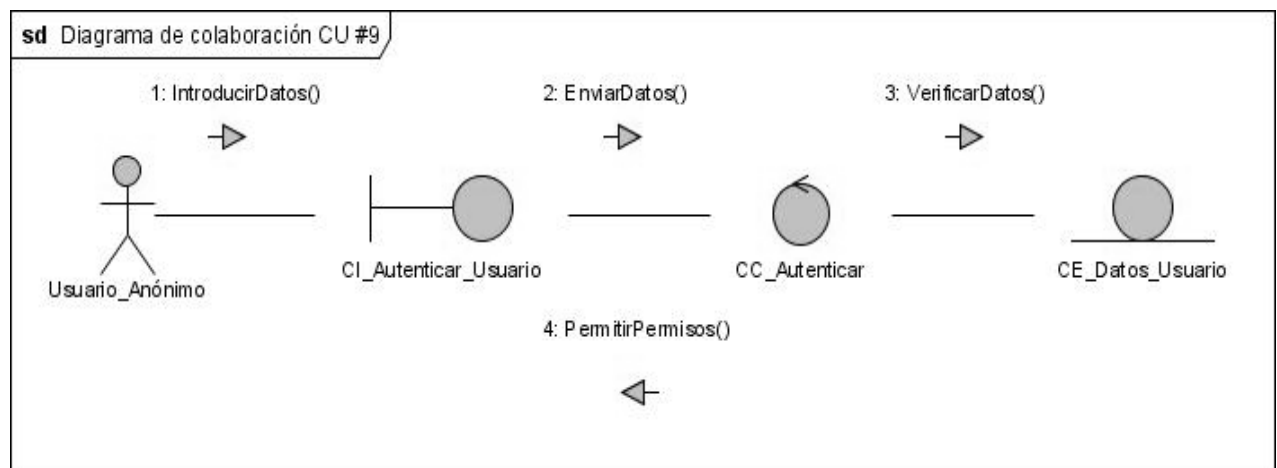 sd Diagrama de colaboración CU #9
1: IntroducirDatos()
2: EnviarDatos()
3: VerificarDatos()
Usuario_Anónimo
CI_Autenticar_Usuario
CC_Autenticar
CE_Datos_Usuario
4: PermitirPermisos()